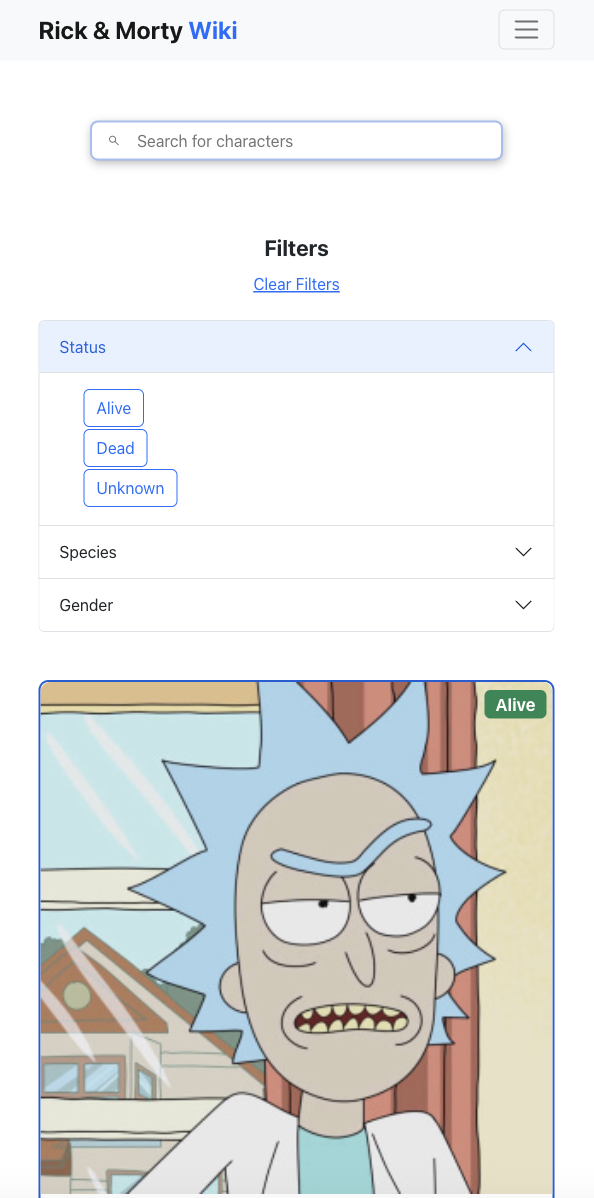 Rick & Morty Wiki
Search for characters
Filters
Clear Filters
Status
Alive
Dead
Unknown
Species
Gender
Alive